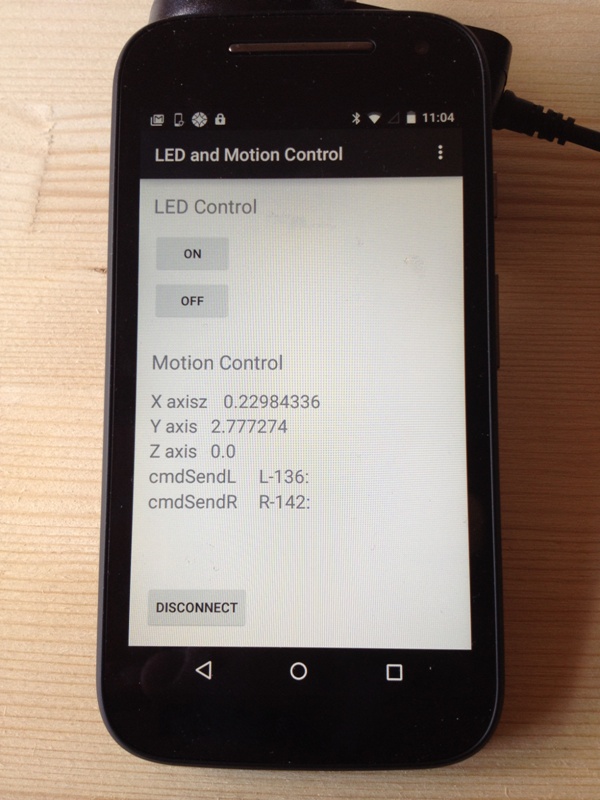 11:04
LED and Motion Control
LED Control
ON
OFF
Motion Control
X axisz 0.22984336
Y axis 2.777274
Z axis 0.0
cmdSendL L-136:
cmdSendR R-142:
DISCONNECT